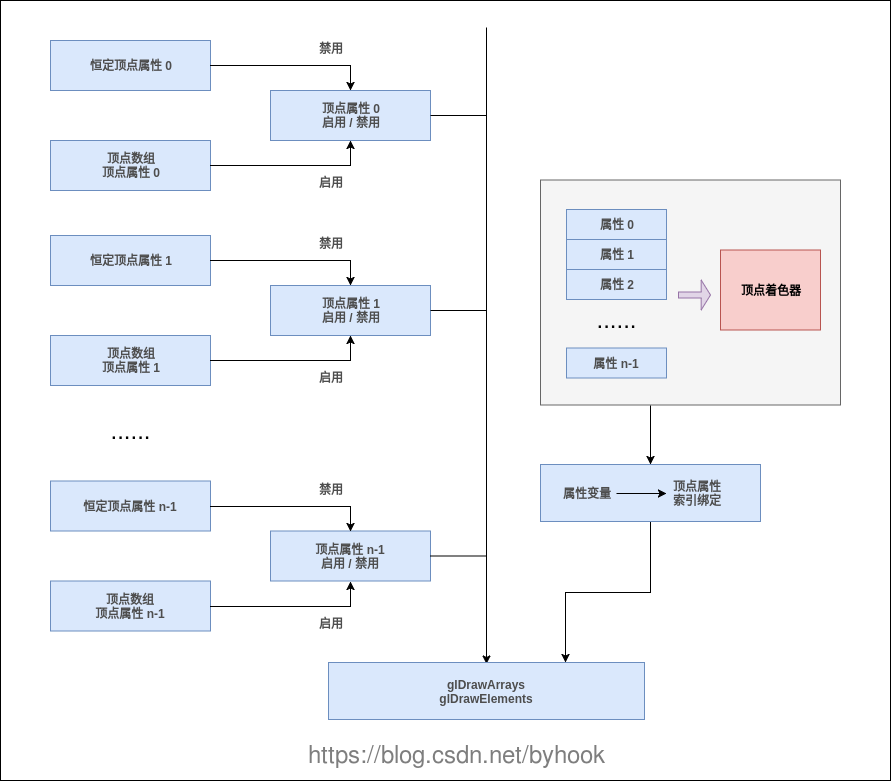 恒定顶点属性 0
禁用
顶点属性 0
启用 / 禁用
顶点数组
顶点属性 0
启用
恒定顶点属性 1
禁用
顶点属性 1
启用 / 禁用
顶点数组
顶点属性 1
启用
······
恒定顶点属性 n-1
禁用
顶点属性 n-1
启用 / 禁用
顶点数组
顶点属性 n-1
启用
属性 0
属性 1
属性 2
······
属性 n-1
顶点着色器
属性变量
顶点属性
索引绑定
glDrawArrays
glDrawElements
https://blog.csdn.net/byhook